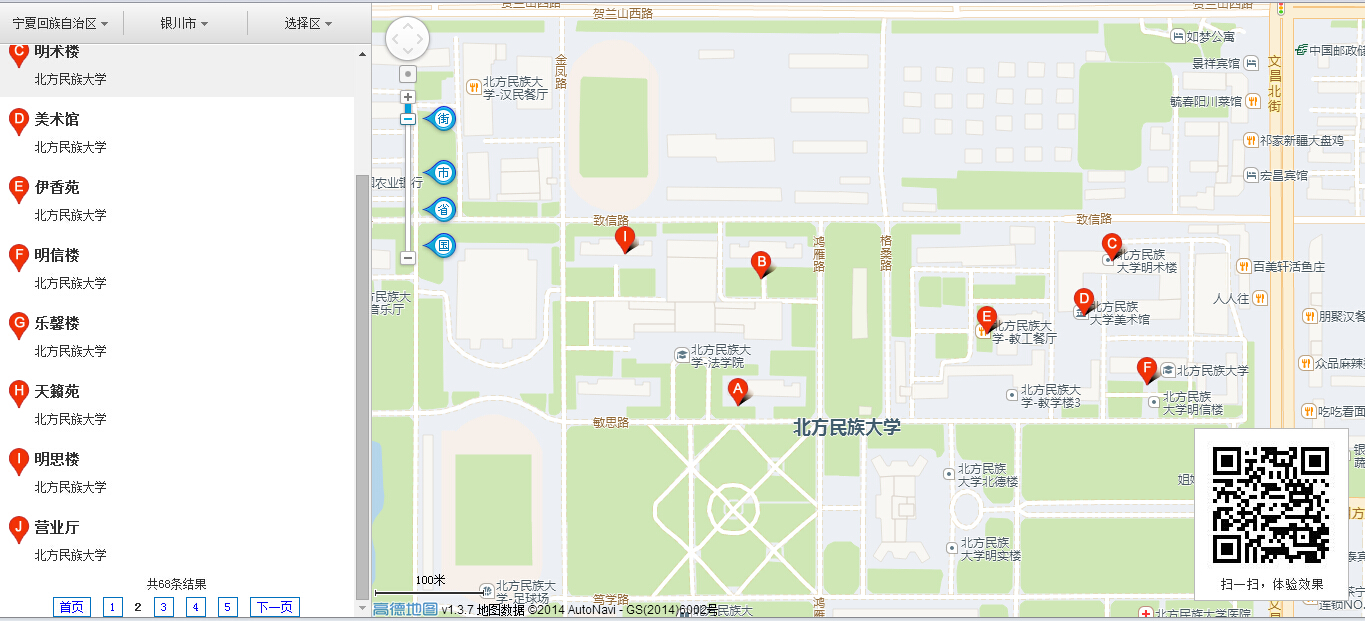 宁夏回族自治区
银川市
选择区
C
明术楼
北方民族大学
D
美术馆
北方民族大学
E
伊香苑
北方民族大学
F
明信楼
北方民族大学
G
乐馨楼
北方民族大学
H
天籁苑
北方民族大学
I
明思楼
北方民族大学
J
营业厅
北方民族大学
共68条结果
首页
1
2
3
4
5
下一页
贺兰山西路
金凤路
北方民族大
学-汉民餐厅
街
市
省
国
农业银行
致信路
致信路
鸿雁路
格桑路
文昌北街
如梦公寓
景祥宾馆
中国邮政储
毓春阳川菜馆
祁家新疆大盘鸡
宏昌宾馆
百美轩活鱼庄
人人往
朋聚汉餐
众品麻辣
吃吃看面
I
B
C
北方民族
大学明术楼
D
北方民族
大学美术馆
E
北方民族大
学-教工餐厅
F
北方民族大学
北方民族
大学明信楼
北方民族大
学-教学楼3
北方民族大
学-法学院
A
方民族大
音乐厅
敏思路
北方民族大学
北方民族
大学北德楼
北方民族
大学明实楼
北方民族大
学-足球场
笃学路
鸿雁
北方民族大学医院
扫一扫，体验效果
100米
高德地图 v1.3.7 地图数据 ©2014 AutoNavi - GS(2014)6002号